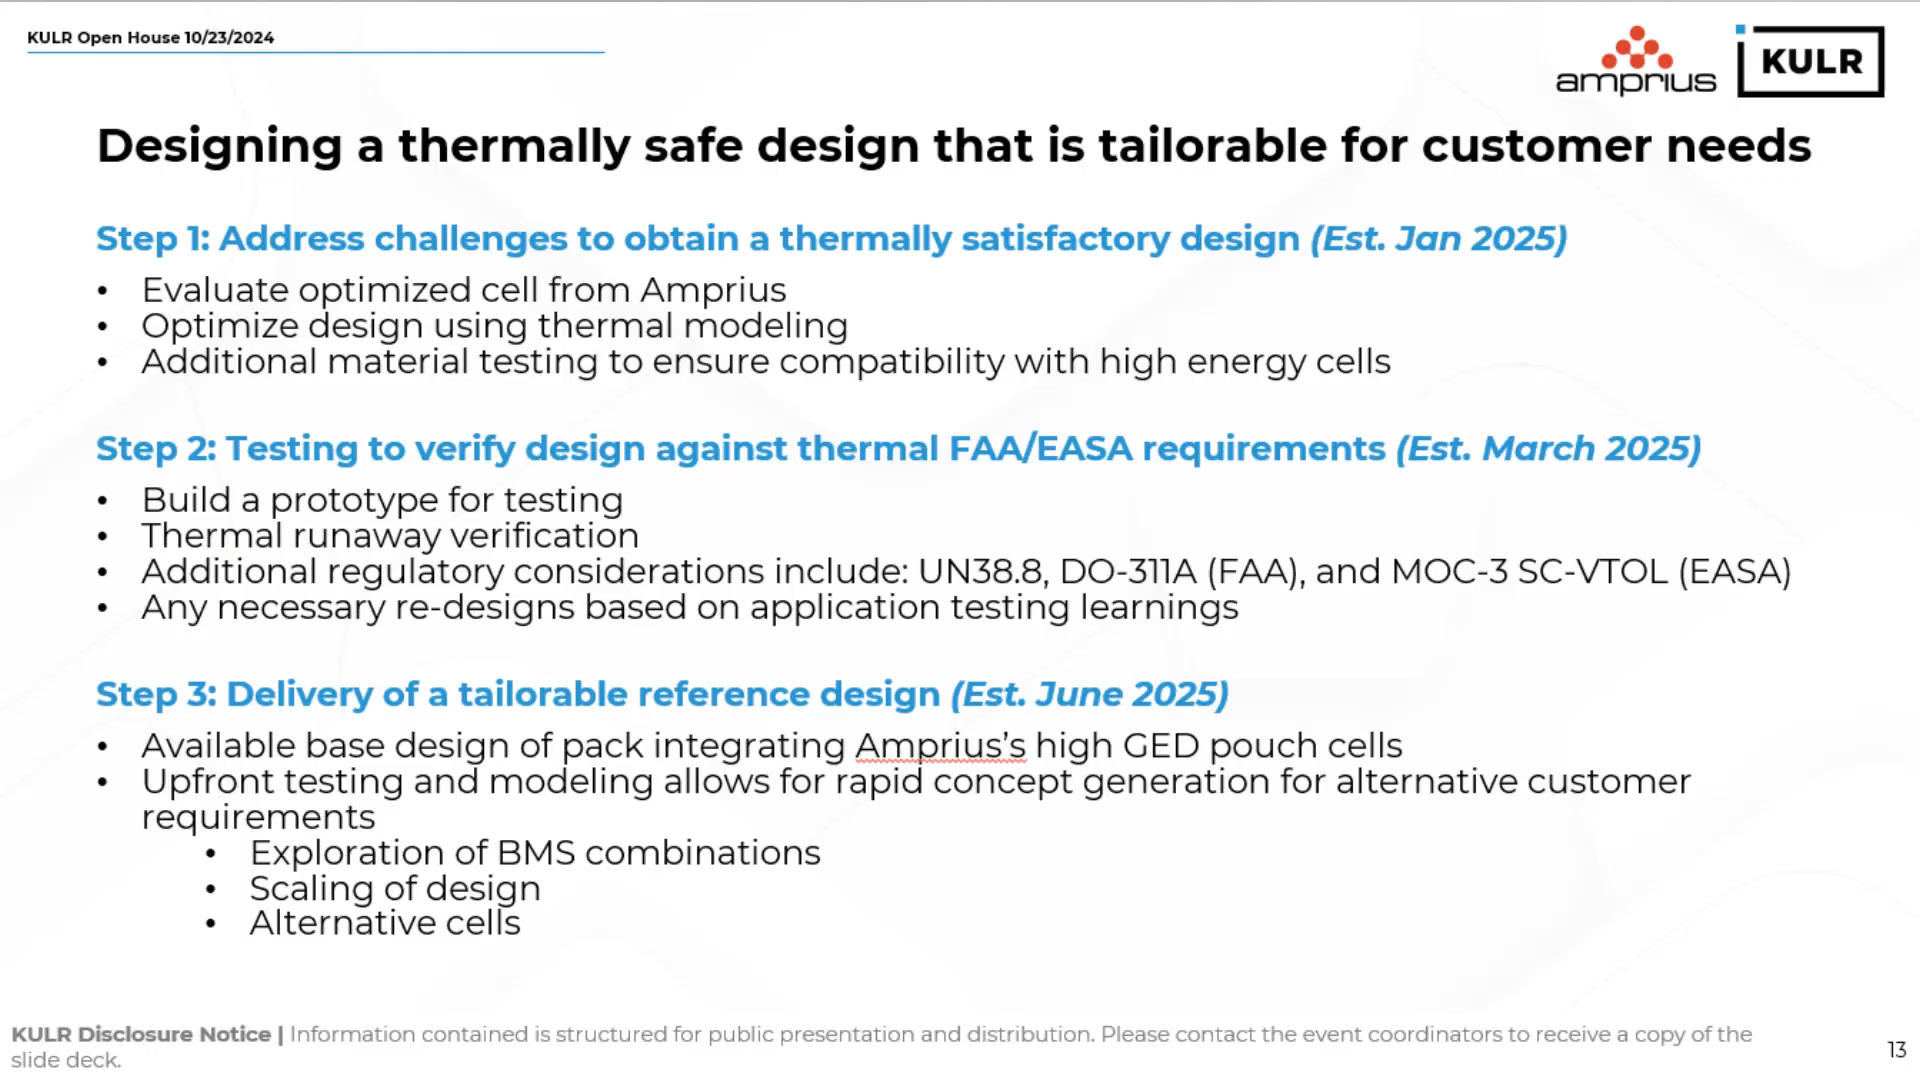 KULR Open House 10/23/2024
amprius
KULR
Designing a thermally safe design that is tailorable for customer needs
Step 1: Address challenges to obtain a thermally satisfactory design (Est. Jan 2025)
• Evaluate optimized cell from Amprius
• Optimize design using thermal modeling
• Additional material testing to ensure compatibility with high energy cells
Step 2: Testing to verify design against thermal FAA/EASA requirements (Est. March 2025)
• Build a prototype for testing
• Thermal runaway verification
• Additional regulatory considerations include: UN38.8, DO-311A (FAA), and MOC-3 SC-VTOL (EASA)
• Any necessary re-designs based on application testing learnings
Step 3: Delivery of a tailorable reference design (Est. June 2025)
• Available base design of pack integrating Amprius’s high GED pouch cells
• Upfront testing and modeling allows for rapid concept generation for alternative customer
requirements
• Exploration of BMS combinations
• Scaling of design
• Alternative cells
KULR Disclosure Notice | Information contained is structured for public presentation and distribution. Please contact the event coordinators to receive a copy of the
slide deck.
13